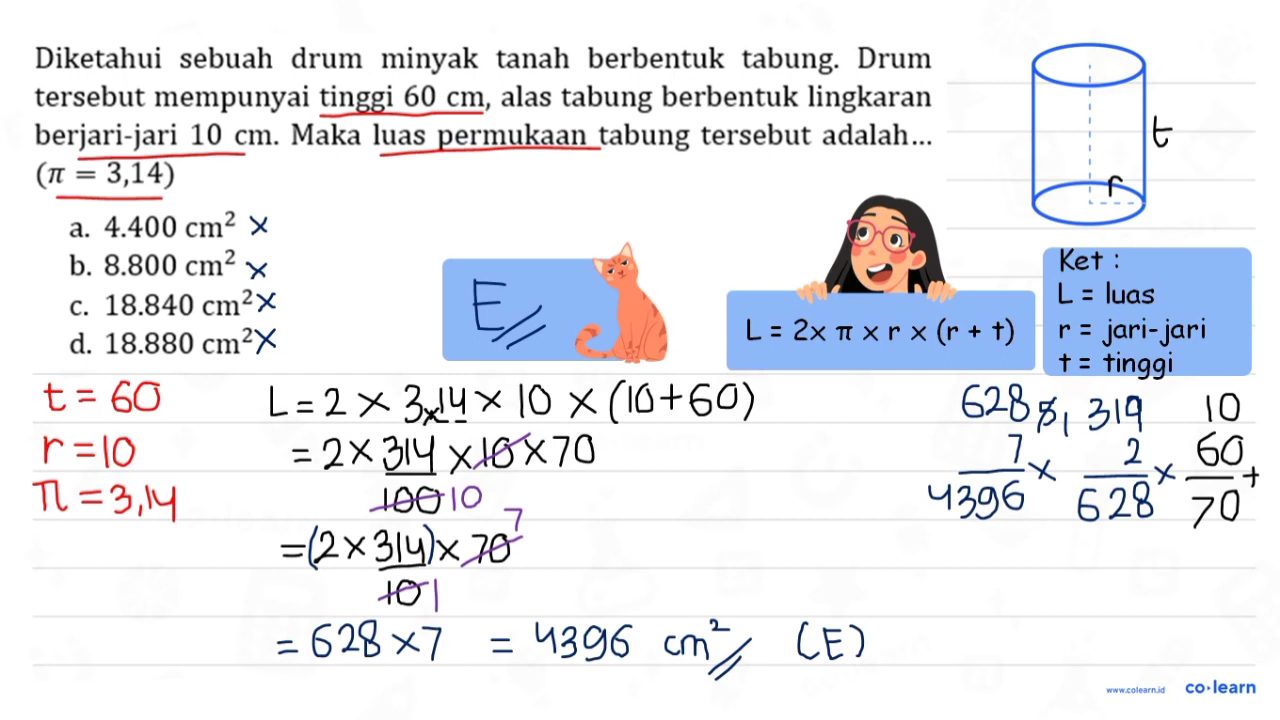 Diketahui sebuah drum minyak tanah berbentuk tabung. Drum
tersebut mempunyai tinggi 60 cm, alas tabung berbentuk lingkaran
berjari-jari 10 cm. Maka luas permukaan tabung tersebut adalah...
(π = 3,14)
a. 4.400 cm² ×
b. 8.800 cm² ×
c. 18.840 cm² ×
d. 18.880 cm² ×
E
t
r
L = 2x π x r x (r + t)
Ket :
L = luas
r = jari-jari
t = tinggi
t = 60
r = 10
π = 3,14
L = 2 × 3,14 × 10 × (10+60)
= 2 × 314/100 × 10 × 70
10
= (2 × 314/10) × 70
7
1
= 628 × 7 = 4396 cm² (E)
628
7 ×
4396
319
2 ×
628
10
60
70 +
www.colearn.id
co·learn